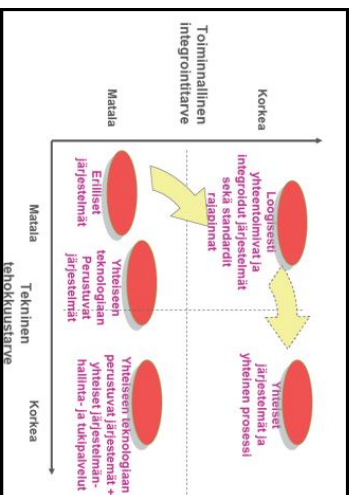 Toiminnallinen
integrointitarve
Korkea
Matala
Loogisesti
yhteentoimivat ja
integroidut järjestelmät
sekä standardit
rajapinnat
Yhteiset
järjestelmät ja
yhteinen prosessi
Erilliset
järjestelmät
Yhteiseen
teknologiaan
Perustuvat
järjestelmät
Yhteiseen teknologiaan
perustuvat järjestemät +
yhteiset järjestelmän-
hallinta- ja tukipalvelut
Matala
Korkea
Tekninen
tehokkuustarve